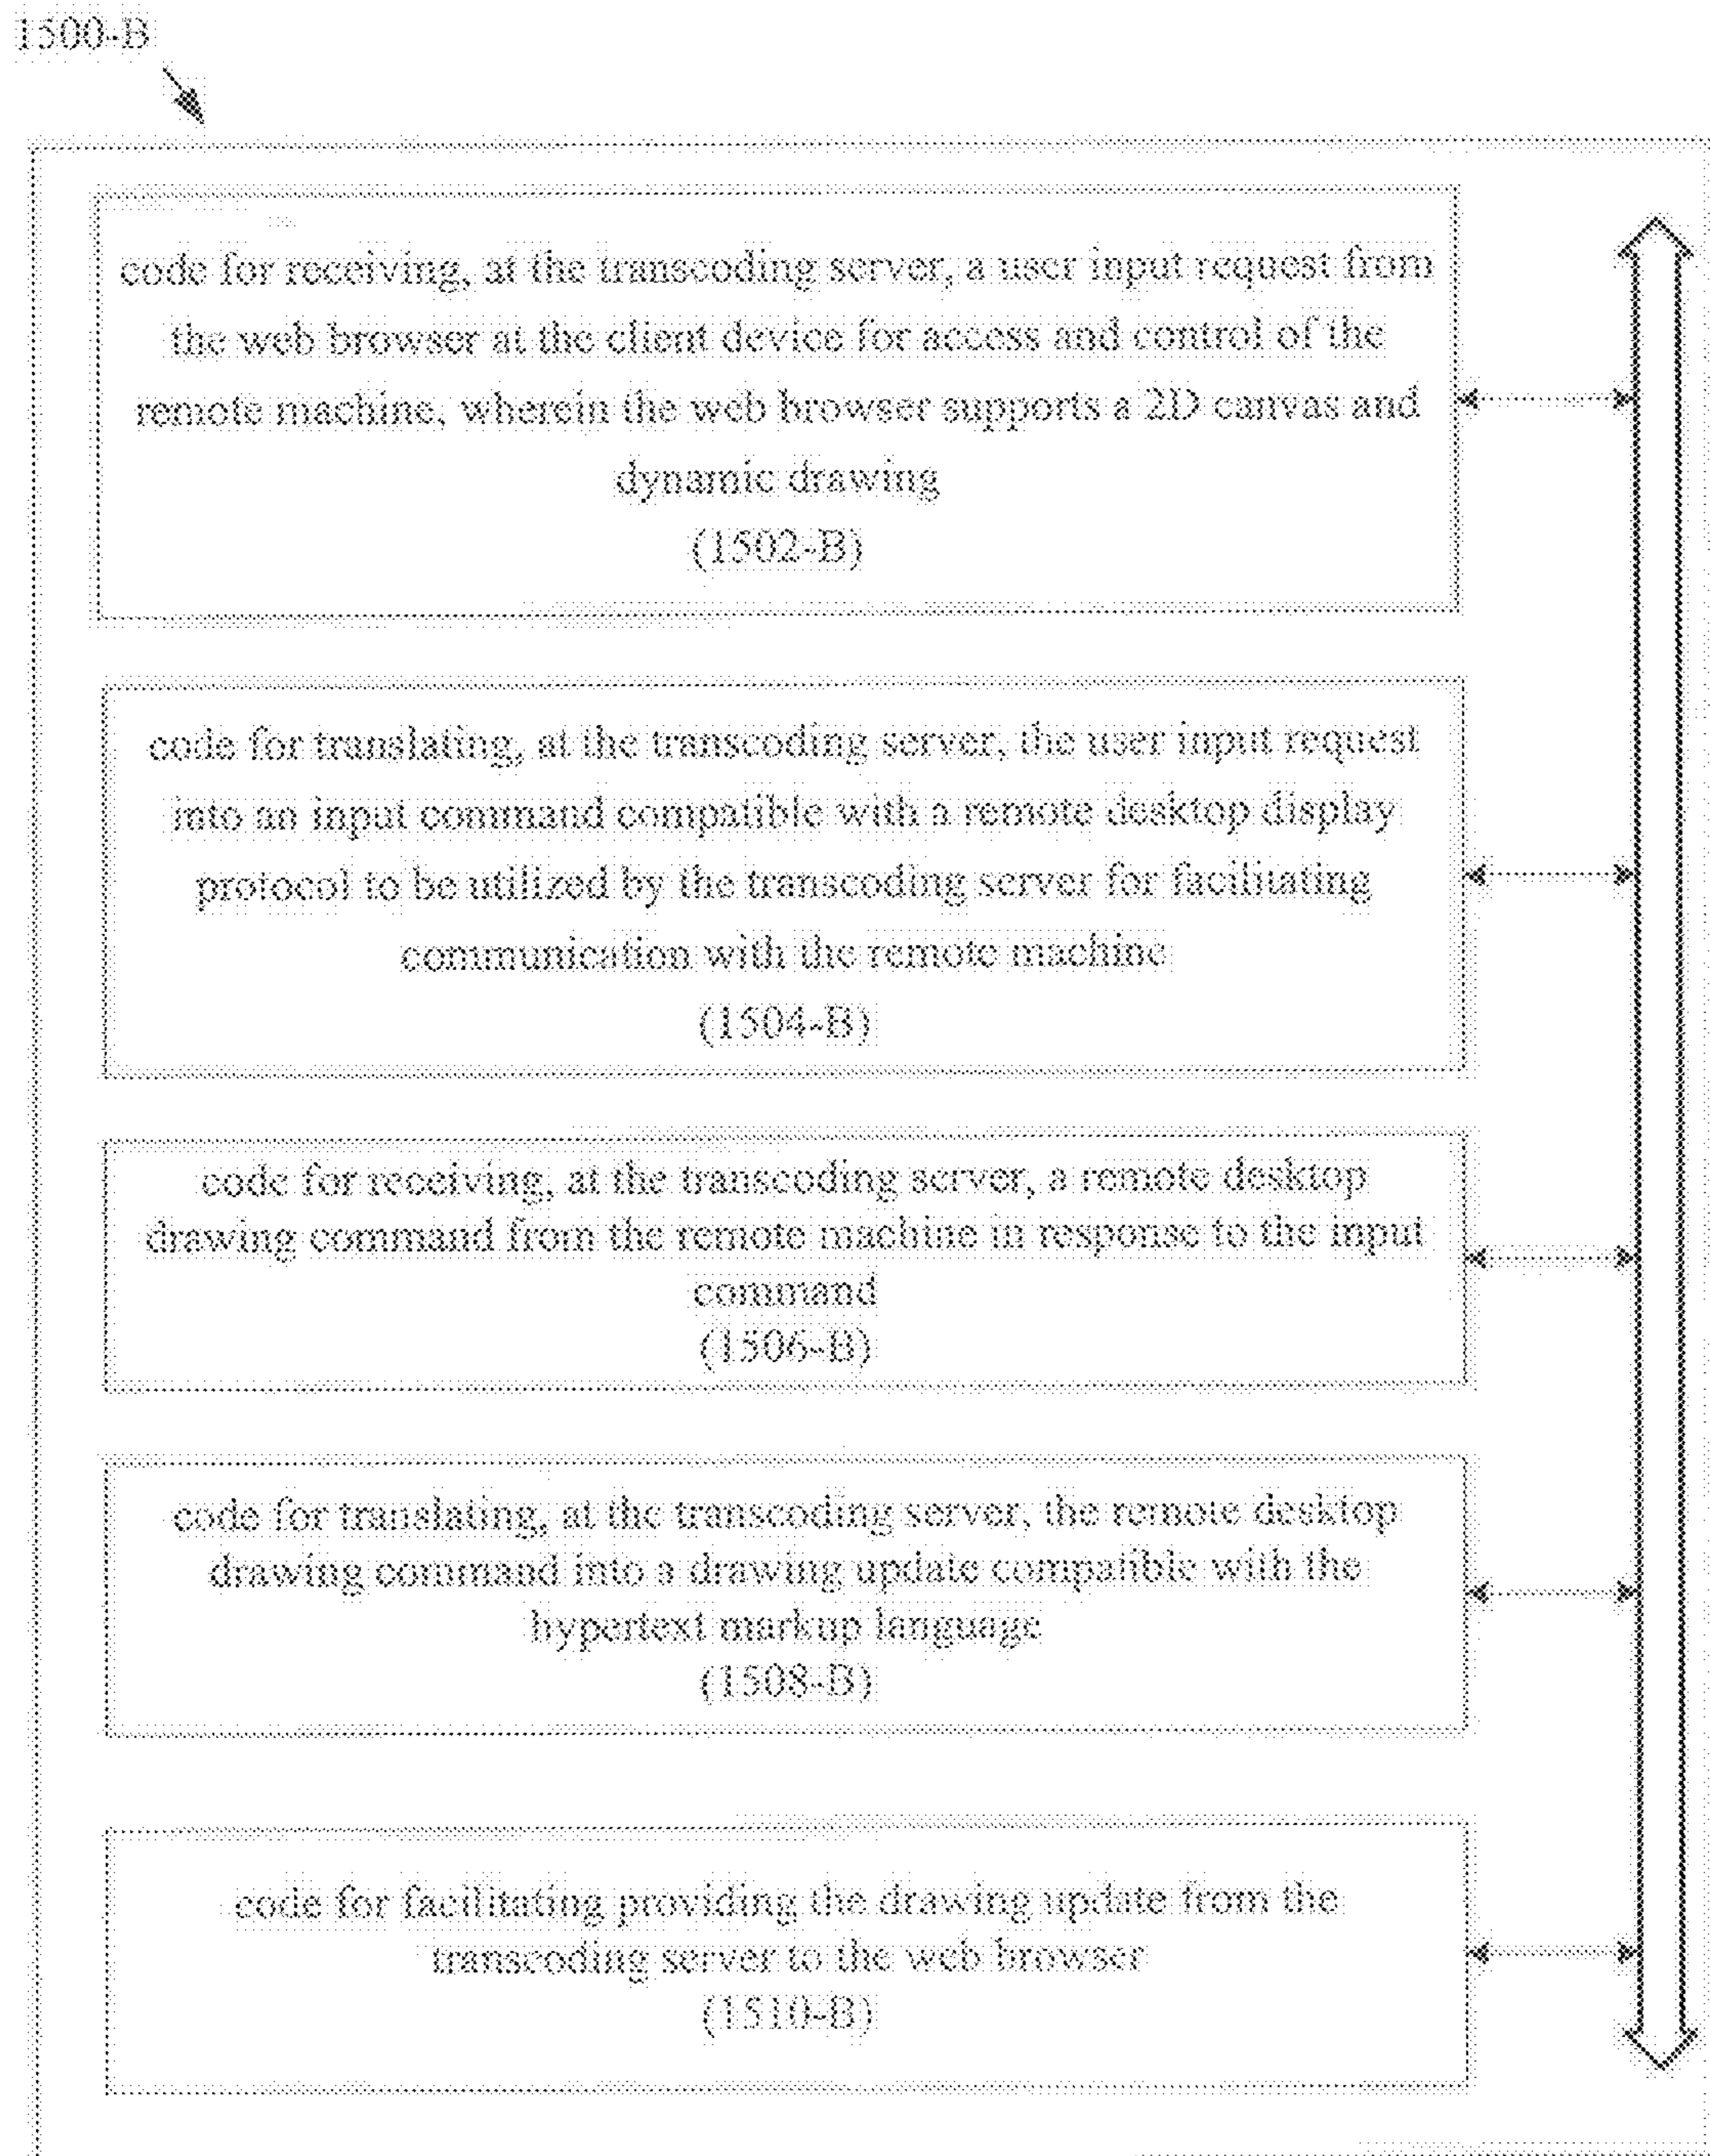 1500-B
code for receiving, at the transcoding server, a user input request from
the web browser at the client device for access and control of the
remote machine, wherein the web browser supports a 2D canvas and
dynamic drawing
(1502-B)
code for translating, at the transcoding server, the user input request
into an input command compatible with a remote desktop display
protocol to be utilized by the transcoding server for facilitating
communication with the remote machine
(1504-B)
code for receiving, at the transcoding server, a remote desktop
drawing command from the remote machine in response to the input
command
(1506-B)
code for translating, at the transcoding server, the remote desktop
drawing command into a drawing update compatible with the
hypertext markup language
(1508-B)
code for facilitating providing the drawing update from the
transcoding server to the web browser
(1510-B)